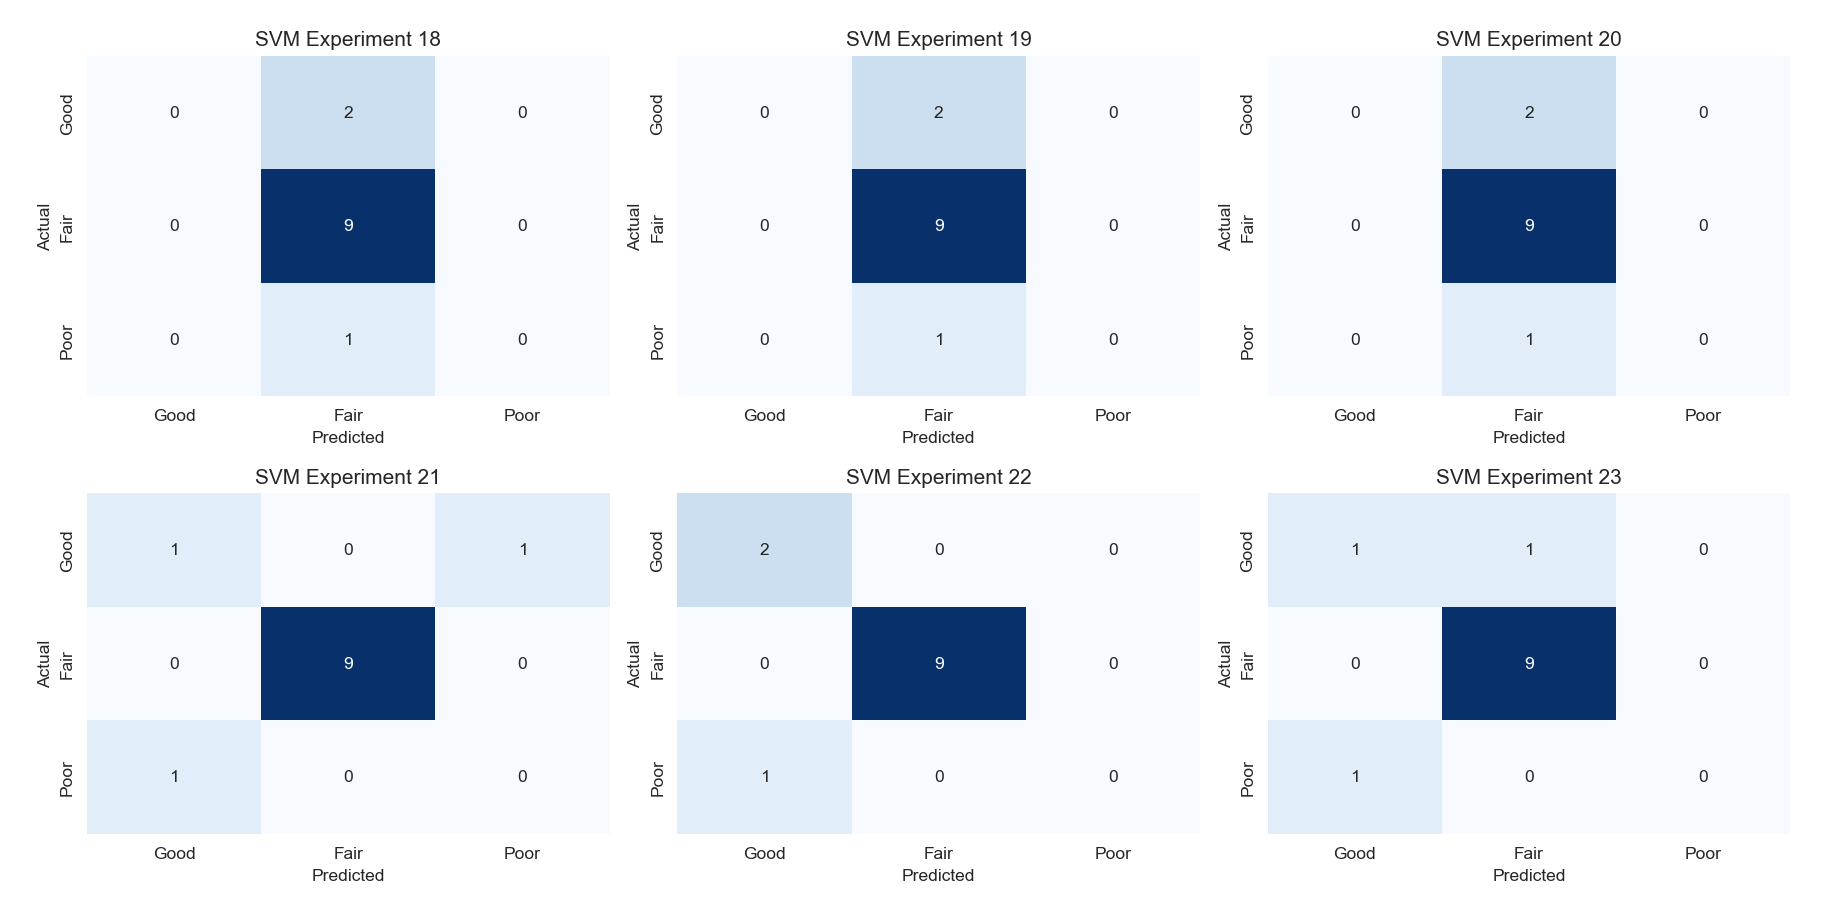 SVM Experiment 18
Good
0 2 0
Actual
Fair
0 9 0
Poor
0 1 0
Good Fair Poor
Predicted
SVM Experiment 19
Good
0 2 0
Actual
Fair
0 9 0
Poor
0 1 0
Good Fair Poor
Predicted
SVM Experiment 20
Good
0 2 0
Actual
Fair
0 9 0
Poor
0 1 0
Good Fair Poor
Predicted
SVM Experiment 21
Good
1 0 1
Actual
Fair
0 9 0
Poor
1 0 0
Good Fair Poor
Predicted
SVM Experiment 22
Good
2 0 0
Actual
Fair
0 9 0
Poor
1 0 0
Good Fair Poor
Predicted
SVM Experiment 23
Good
1 1 0
Actual
Fair
0 9 0
Poor
1 0 0
Good Fair Poor
Predicted